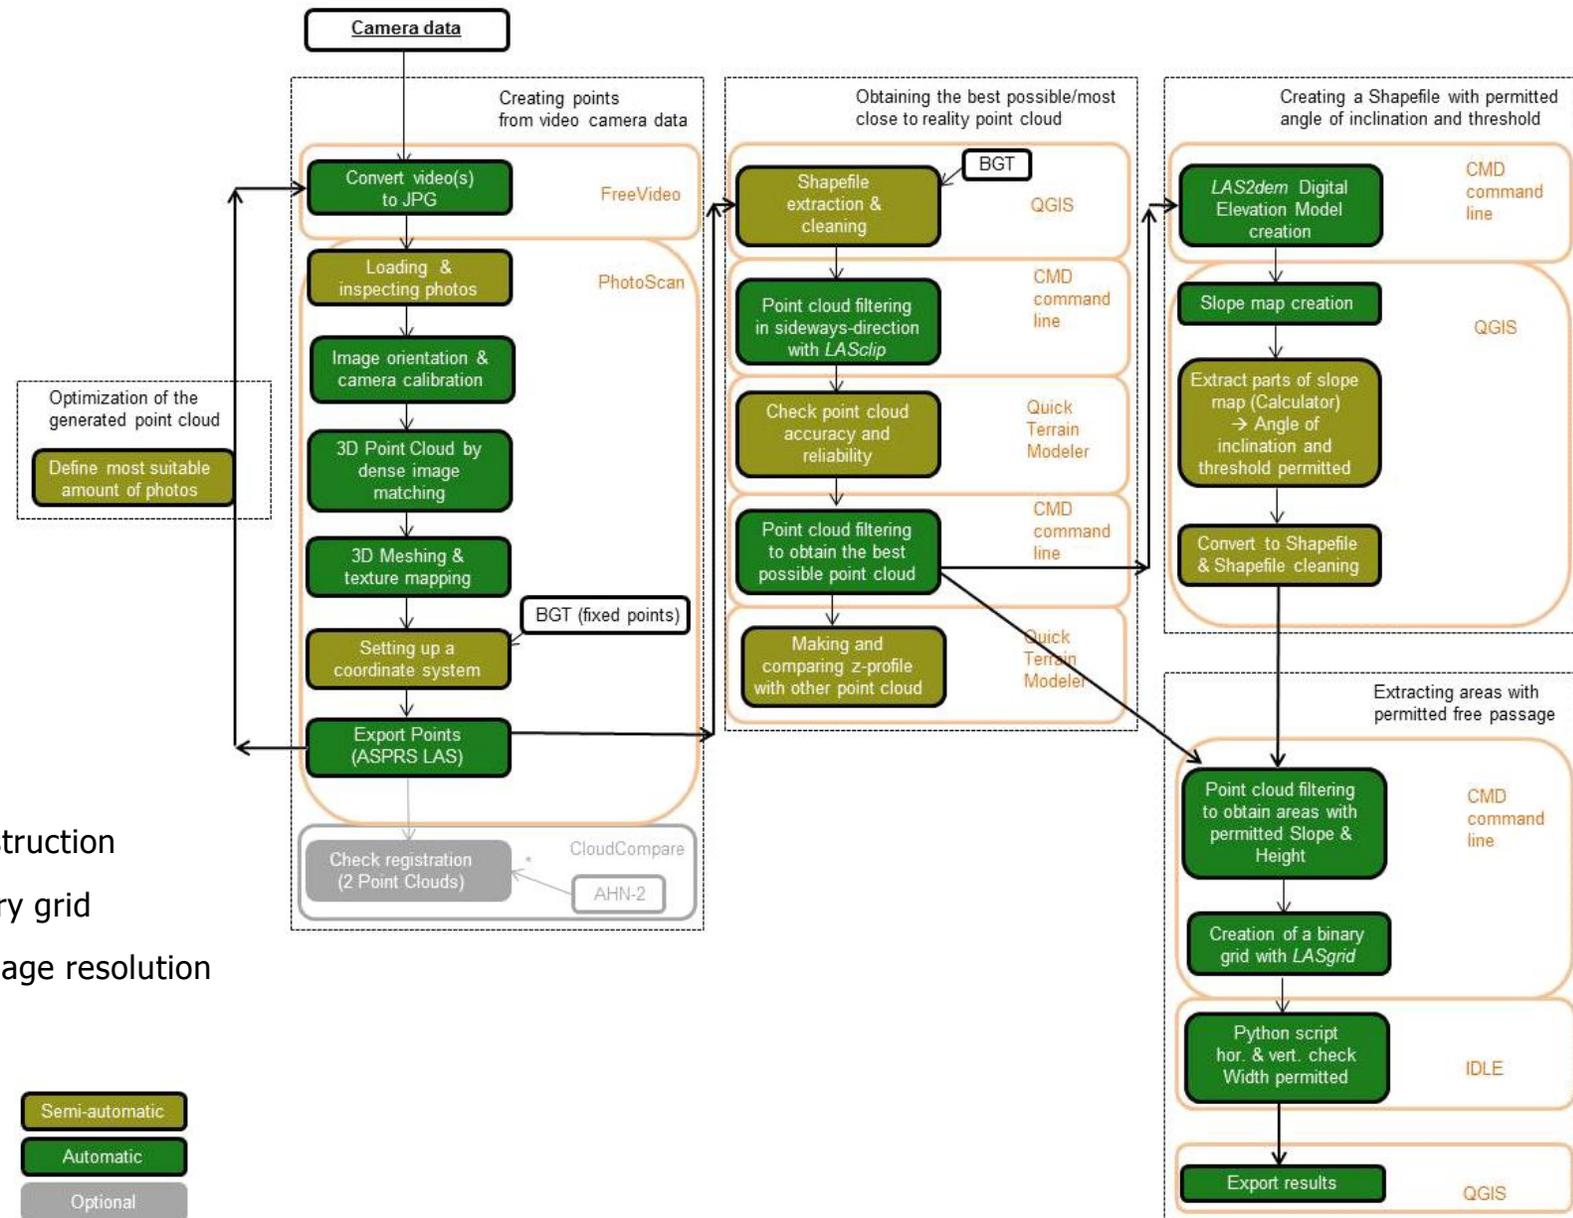 Camera data
Creating points
from video camera data
Convert video(s)
to JPG
FreeVideo
Loading &
inspecting photos
PhotoScan
Image orientation &
camera calibration
3D Point Cloud by
dense image
matching
3D Meshing &
texture mapping
BGT (fixed points)
Setting up a
coordinate system
Export Points
(ASPRS LAS)
Check registration
(2 Point Clouds)
*
CloudCompare
AHN-2
Optimization of the
generated point cloud
Define most suitable
amount of photos
Obtaining the best possible/most
close to reality point cloud
BGT
Shapefile
extraction &
cleaning
QGIS
Point cloud filtering
in sideways-direction
with LASclip
CMD
command
line
Check point cloud
accuracy and
reliability
Quick
Terrain
Modeler
Point cloud filtering
to obtain the best
possible point cloud
CMD
command
line
Making and
comparing z-profile
with other point cloud
Quick
Terrain
Modeler
Creating a Shapefile with permitted
angle of inclination and threshold
LAS2dem Digital
Elevation Model
creation
CMD
command
line
Slope map creation
QGIS
Extract parts of slope
map (Calculator)
→ Angle of
inclination and
threshold permitted
Convert to Shapefile
& Shapefile cleaning
Extracting areas with
permitted free passage
Point cloud filtering
to obtain areas with
permitted Slope &
Height
CMD
command
line
Creation of a binary
grid with LASgrid
Python script
hor. & vert. check
Width permitted
IDLE
Export results
QGIS
struction
ry grid
age resolution
Semi-automatic
Automatic
Optional